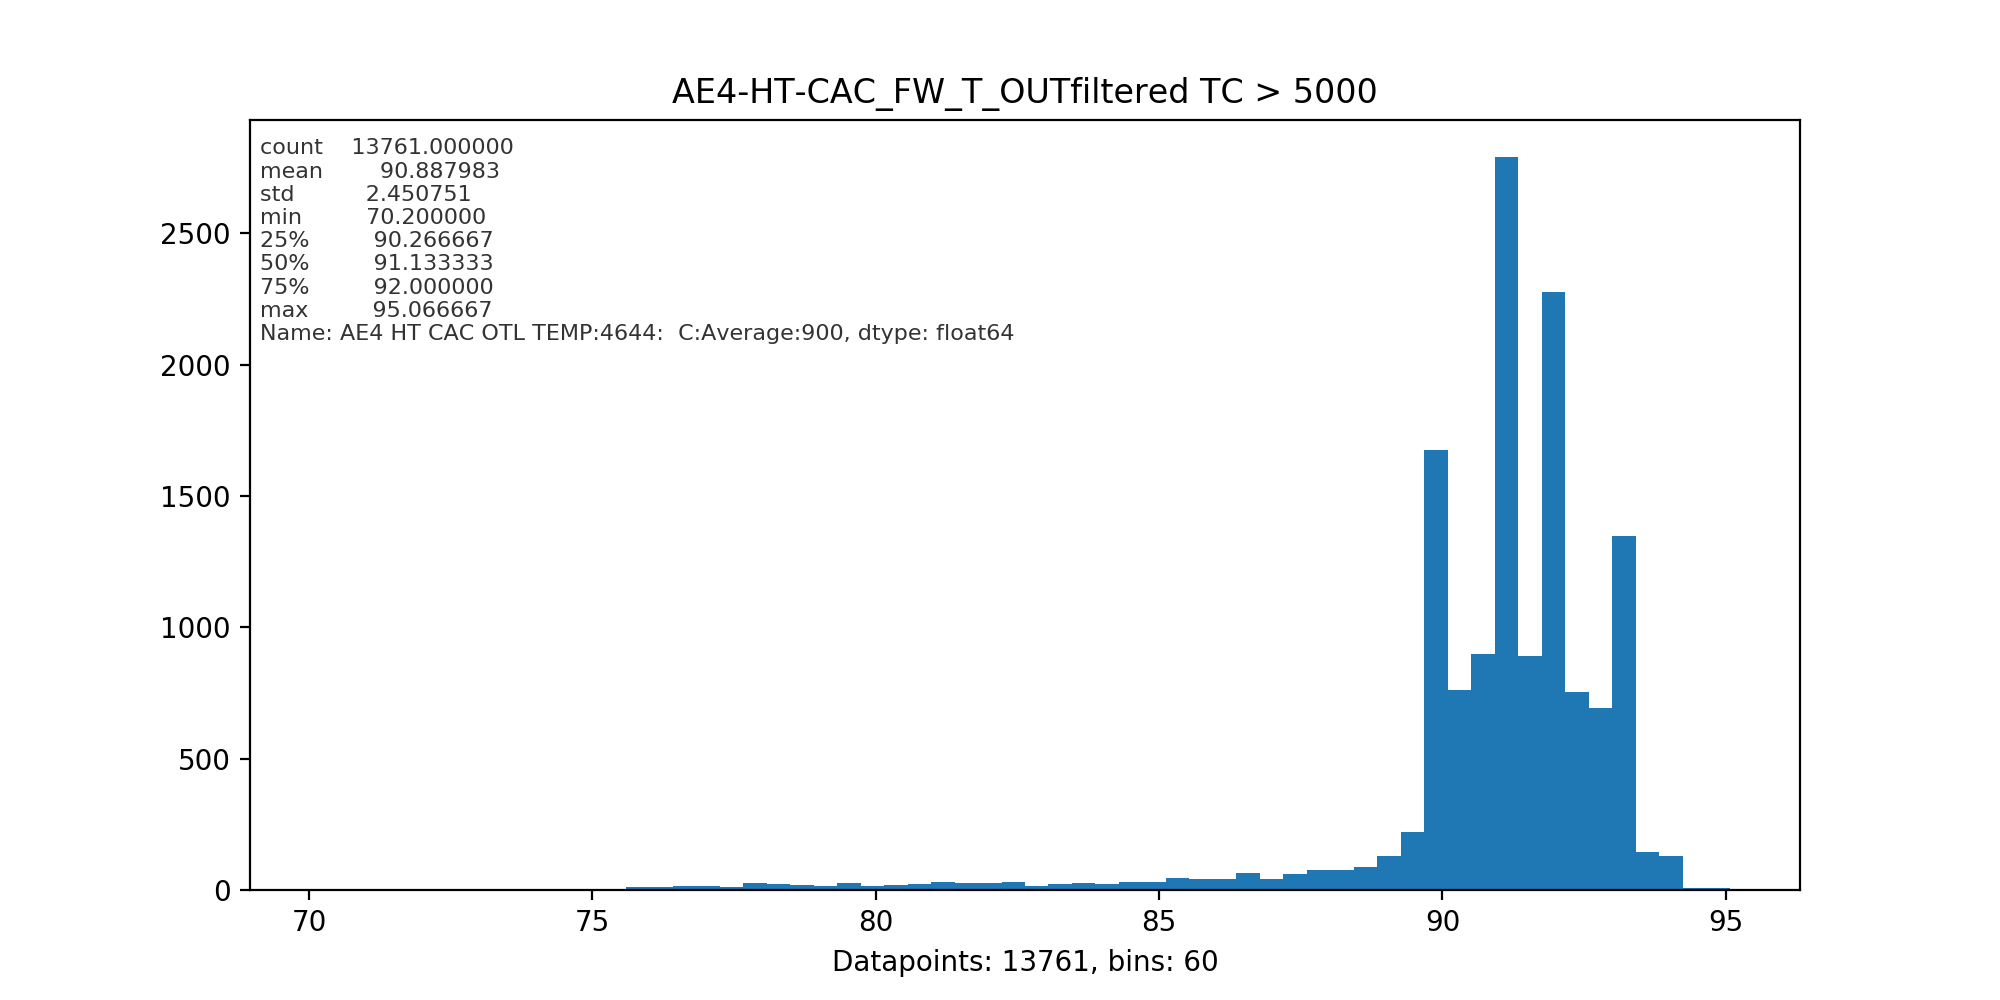 AE4-HT-CAC_FW_T_OUTfiltered TC > 5000
count 13761.000000
mean 90.887983
std 2.450751
min 70.200000
25% 90.266667
50% 91.133333
75% 92.000000
max 95.066667
Name: AE4 HT CAC OTL TEMP:4644: C:Average:900, dtype: float64
2500
2000
1500
1000
500
0
70 75 80 85 90 95
Datapoints: 13761, bins: 60